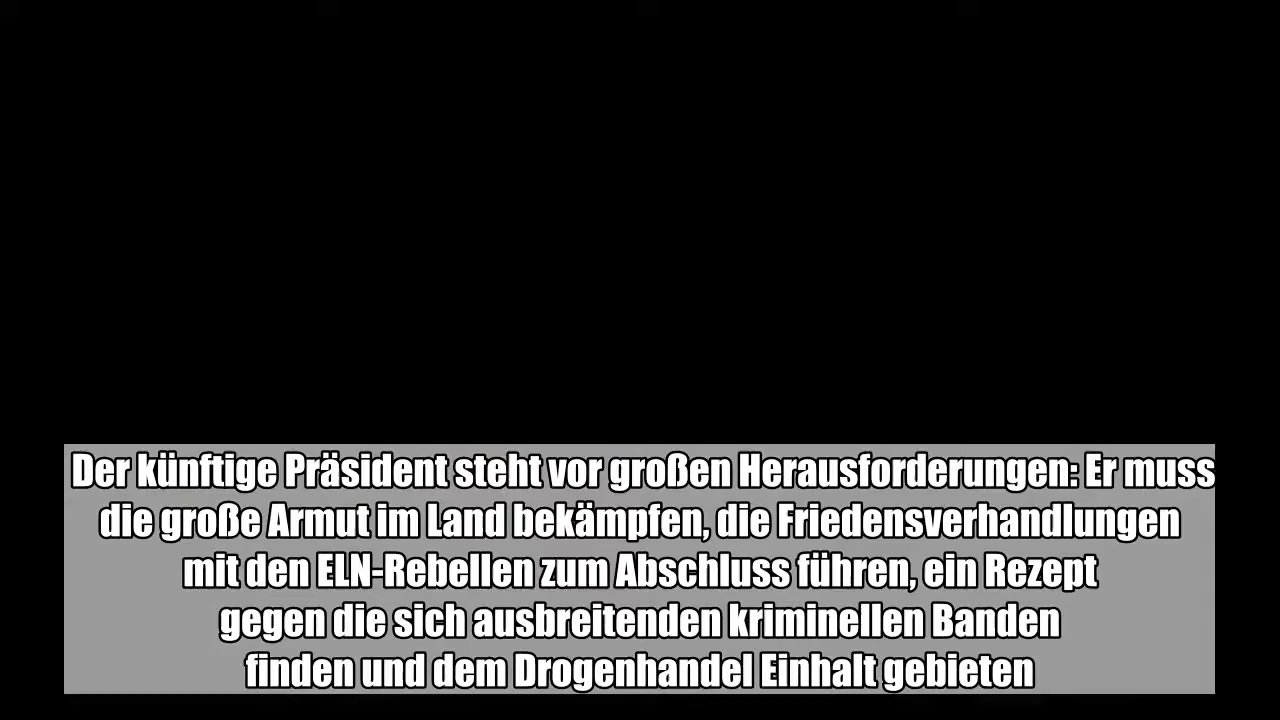 Der künftige Präsident steht vor großen Herausforderungen: Er muss
die große Armut im Land bekämpfen, die Friedensverhandlungen
mit den ELN-Rebellen zum Abschluss führen, ein Rezept
gegen die sich ausbreitenden kriminellen Banden
finden und dem Drogenhandel Einhalt gebieten